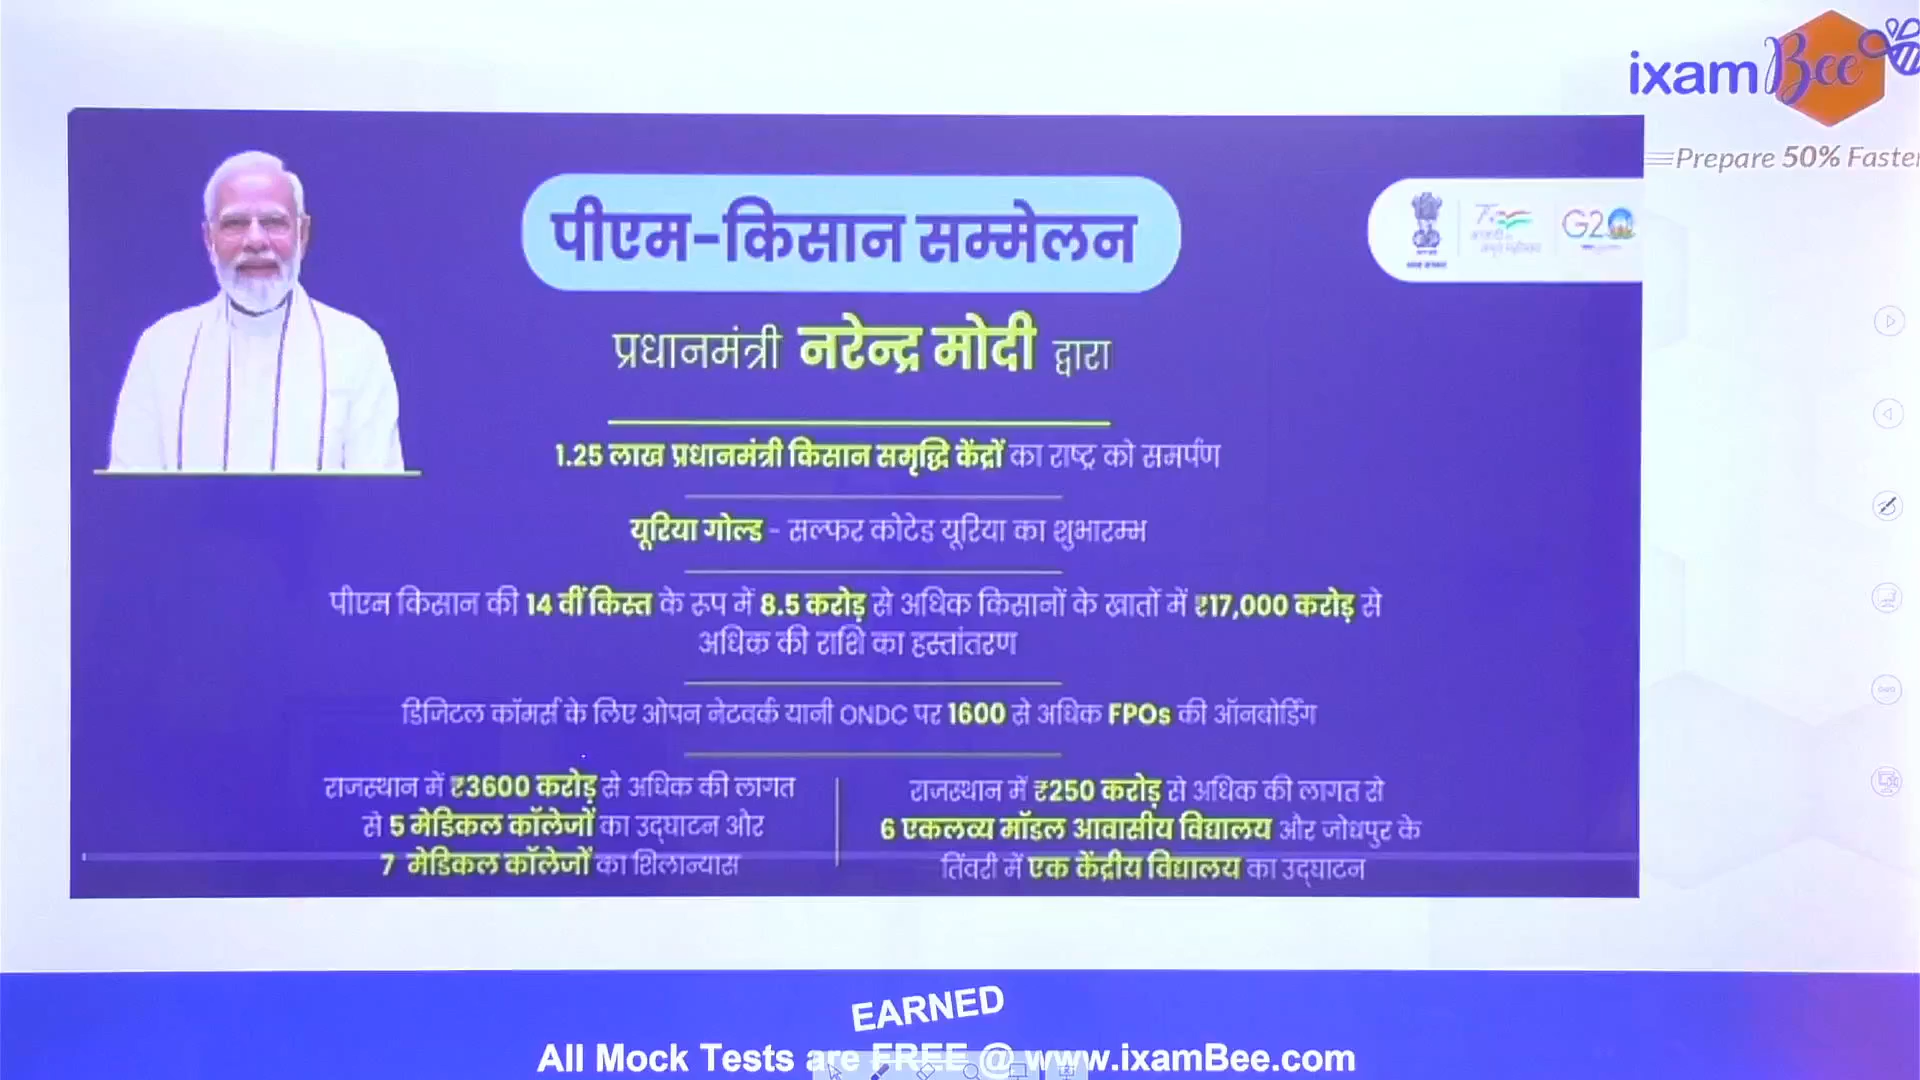 ixamBee
Prepare 50% Faster
पीएम-किसान सम्मेलन
G20
प्रधानमंत्री नरेन्द्र मोदी द्वारा
1.25 लाख प्रधानमंत्री किसान समृद्धि केंद्रों का राष्ट्र को समर्पण
यूरिया गोल्ड - सल्फर कोटेड यूरिया का शुभारम्भ
पीएम किसान की 14 वीं किस्त के रूप में 8.5 करोड़ से अधिक किसानों के खातों में ₹17,000 करोड़ से
अधिक की राशि का हस्तांतरण
डिजिटल कॉमर्स के लिए ओपन नेटवर्क यानी ONDC पर 1600 से अधिक FPOs की ऑनबोर्डिंग
राजस्थान में ₹3600 करोड़ से अधिक की लागत
से 5 मेडिकल कॉलेजों का उद्घाटन और
7 मेडिकल कॉलेजों का शिलान्यास
राजस्थान में ₹250 करोड़ से अधिक की लागत से
6 एकलव्य मॉडल आवासीय विद्यालय और जोधपुर के
तिंवरी में एक केंद्रीय विद्यालय का उद्घाटन
EARNED
All Mock Tests are FREE @ www.ixamBee.com